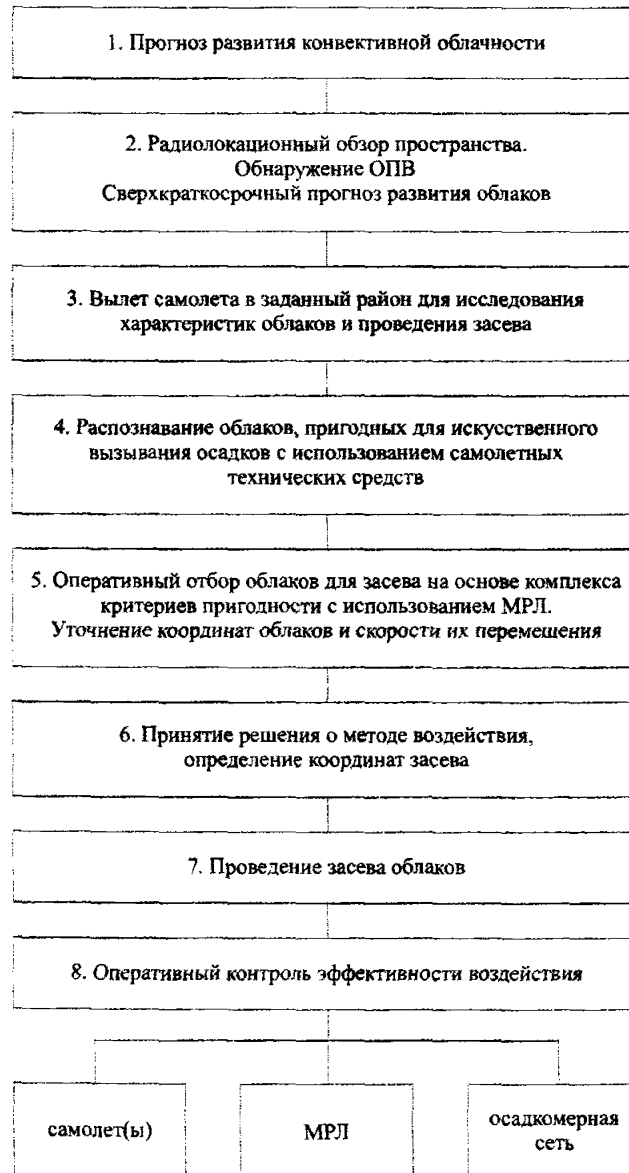 1. Прогноз развития конвективной облачности
2. Радиолокационный обзор пространства.
Обнаружение ОПВ
Сверхкраткосрочный прогноз развития облаков
3. Вылет самолета в заданный район для исследования
характеристик облаков и проведения засева
4. Распознавание облаков, пригодных для искусственного
вызывания осадков с использованием самолетных
технических средств
5. Оперативный отбор облаков для засева на основе комплекса
критериев пригодности с использованием МРЛ.
Уточнение координат облаков и скорости их перемешения
6. Принятие решения о методе воздействия,
определение координат засева
7. Проведение засева облаков
8. Оперативный контроль эффективности воздействия
самолет(ы)
МРЛ
осадкомерная
сеть